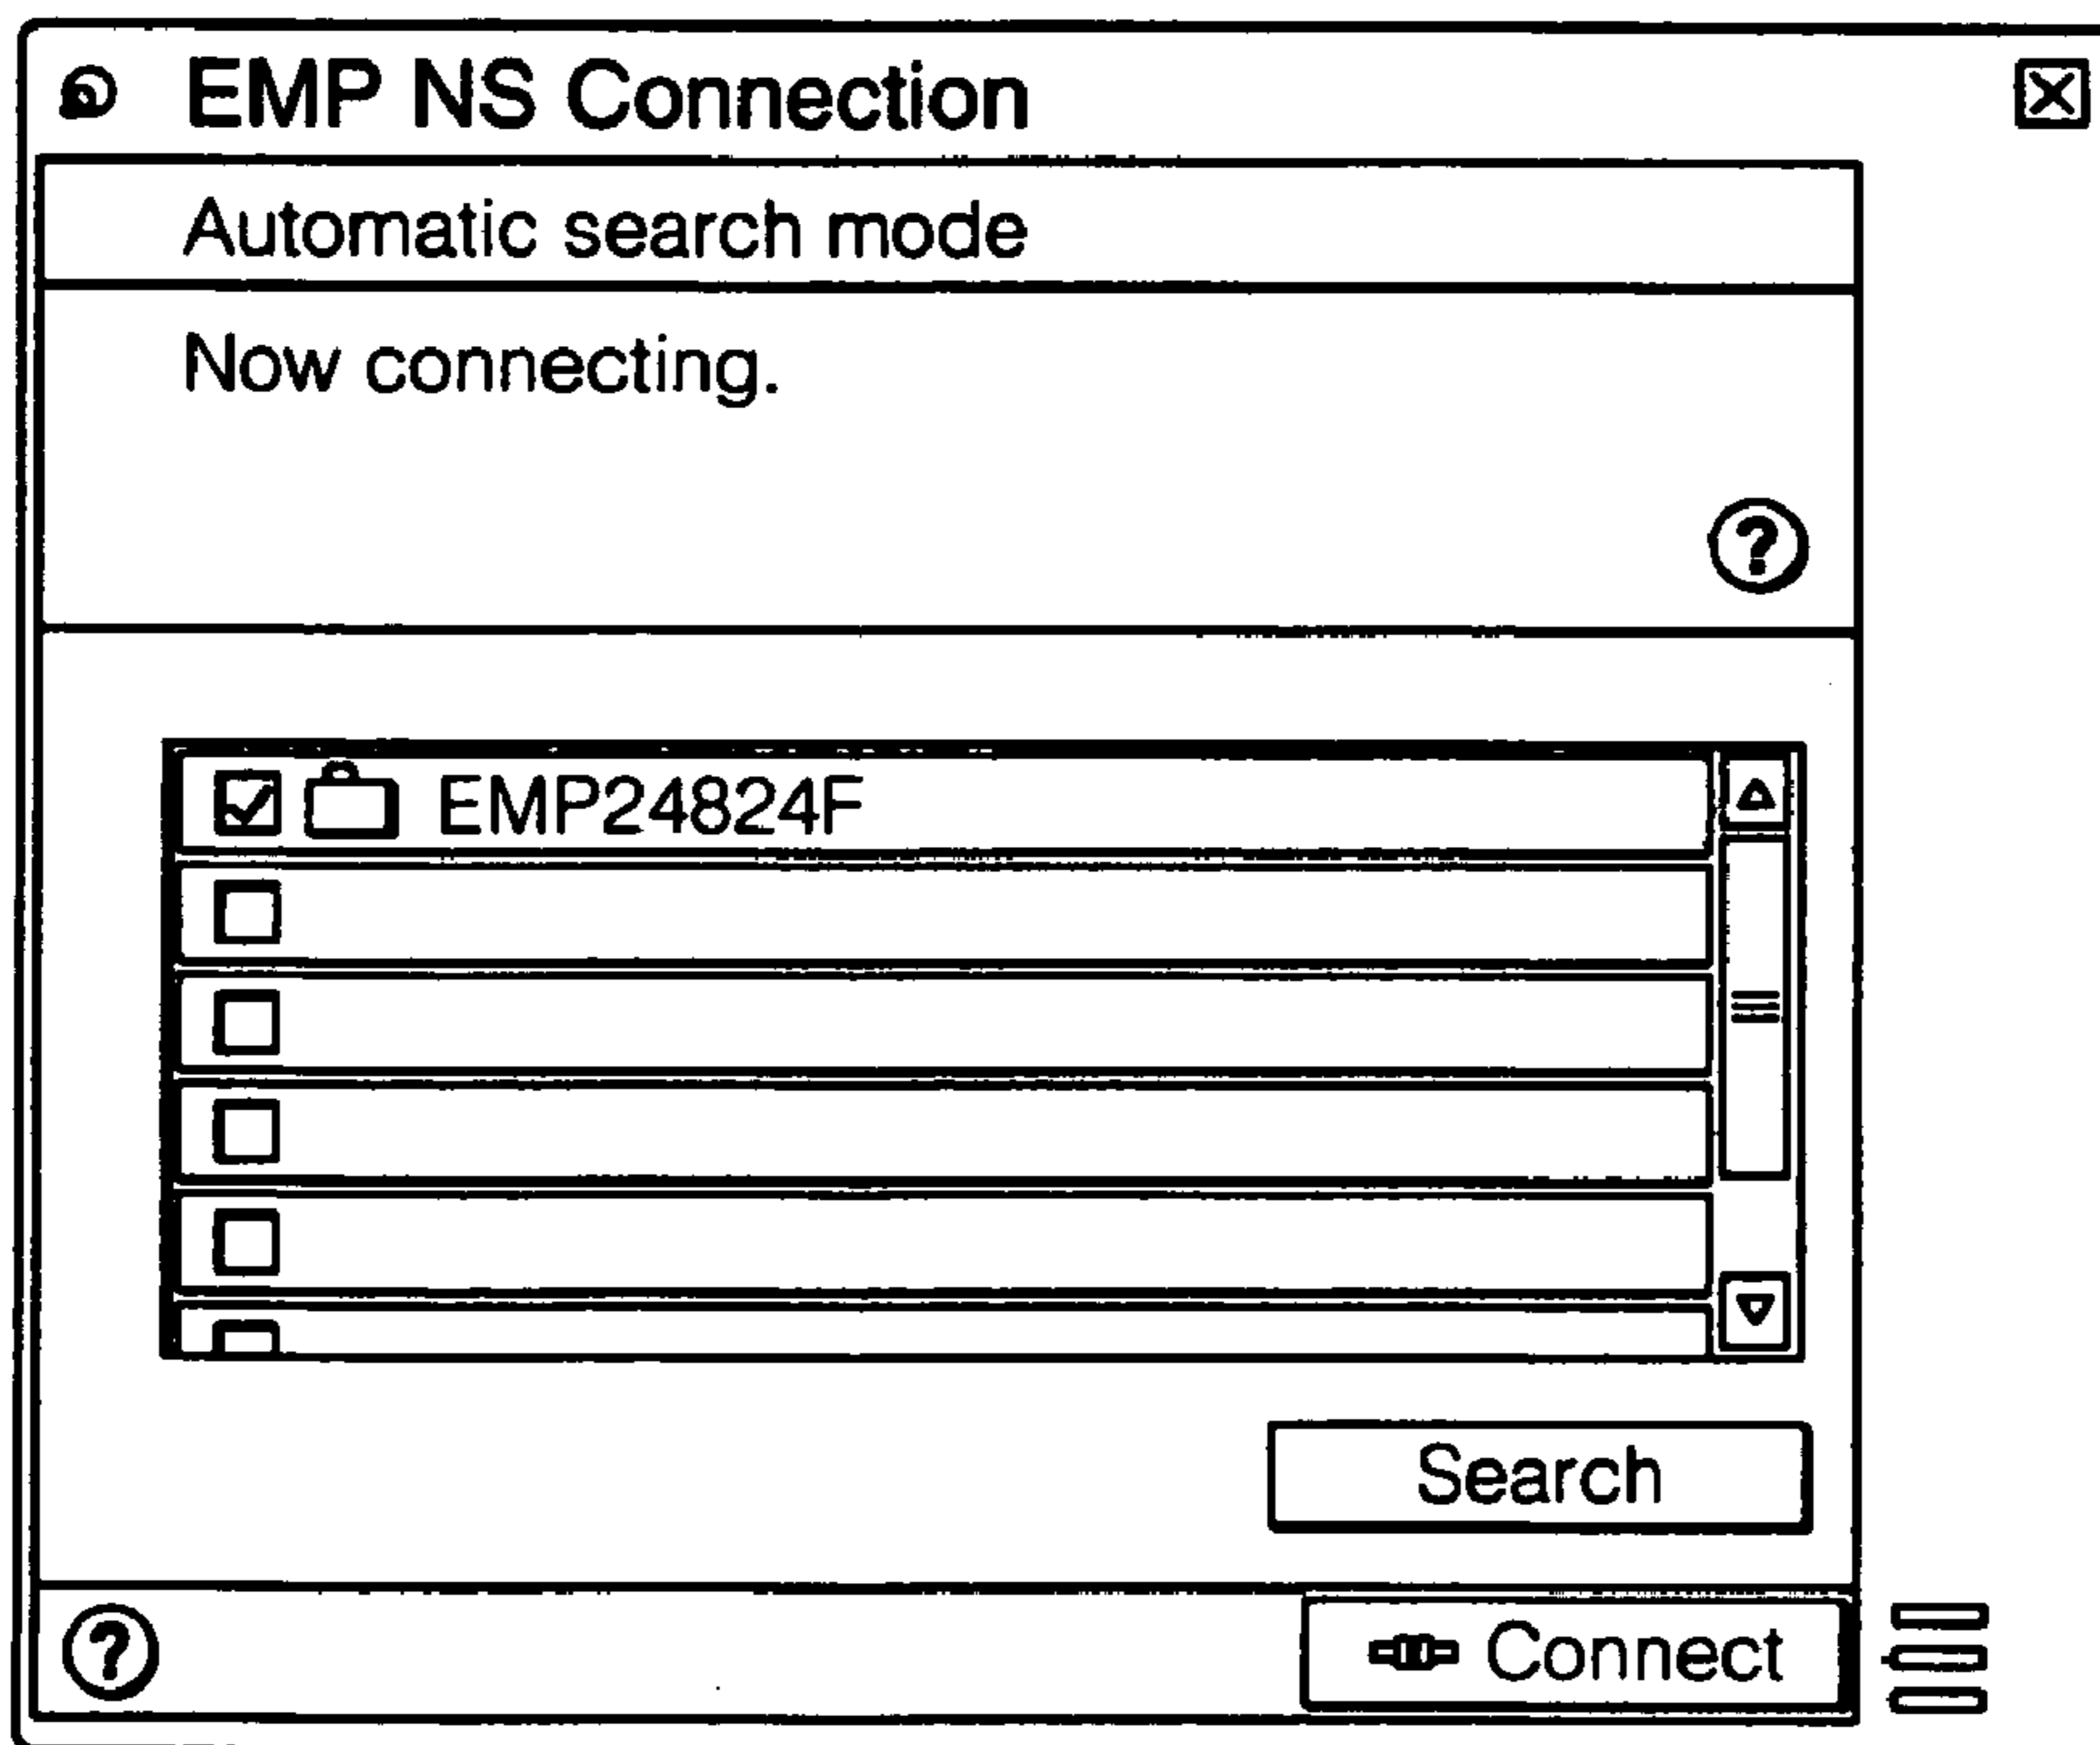 EMP NS Connection
Automatic search mode
Now connecting.
?
EMP24824F
Search
?
Connect